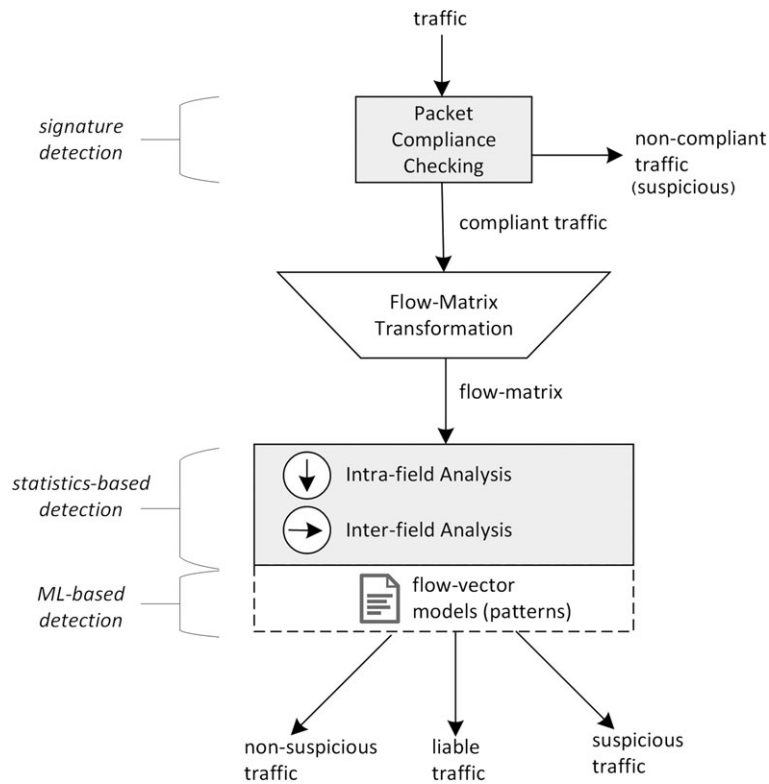 traffic
signature
detection
Packet
Compliance
Checking
non-compliant
traffic
(suspicious)
compliant traffic
Flow-Matrix
Transformation
flow-matrix
statistics-based
detection
Intra-field Analysis
Inter-field Analysis
ML-based
detection
flow-vector
models (patterns)
non-suspicious
traffic
liable
traffic
suspicious
traffic